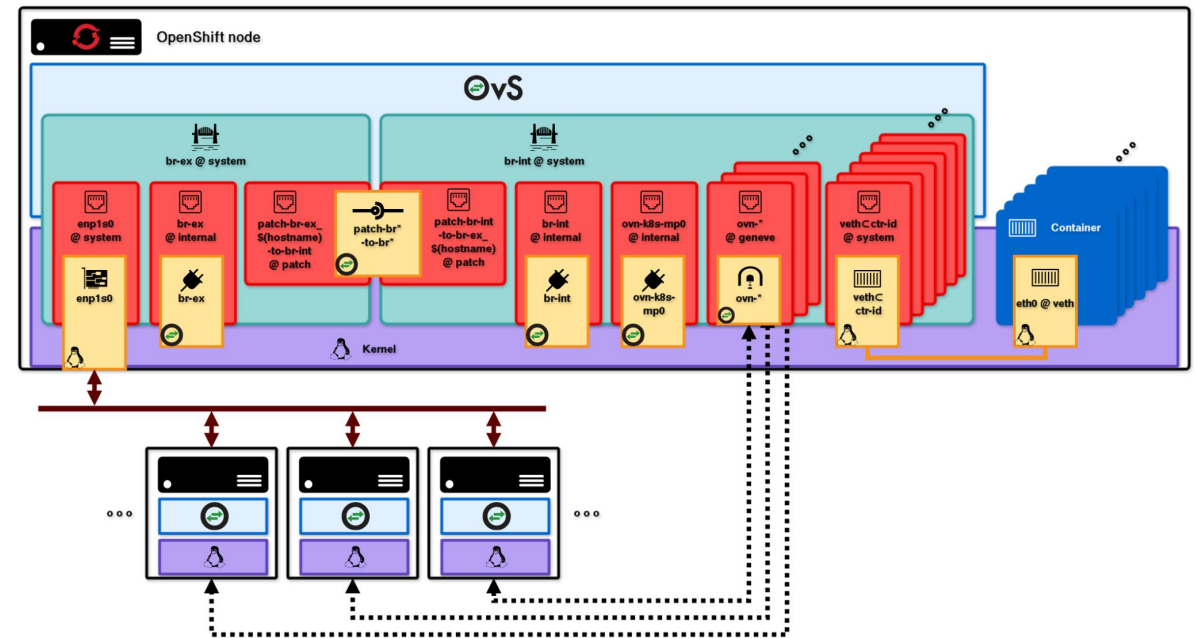 OpenShift node
OvS
br-ex @ system
br-int @ system
enp1s0
@ system
br-ex
@ internal
patch-br-ex_
$(hostname)
-to-br-int
@ patch
patch-br*
-to-br*
patch-br-int
-to-br-ex_
$(hostname)
@ patch
br-int
@ internal
ovn-k8s-mp0
@ internal
ovn-*
@ geneve
veth⊂ctr-id
@ system
Container
enp1s0
br-ex
br-int
ovn-k8s-
mp0
ovn-*
veth⊂
ctr-id
eth0 @ veth
Kernel